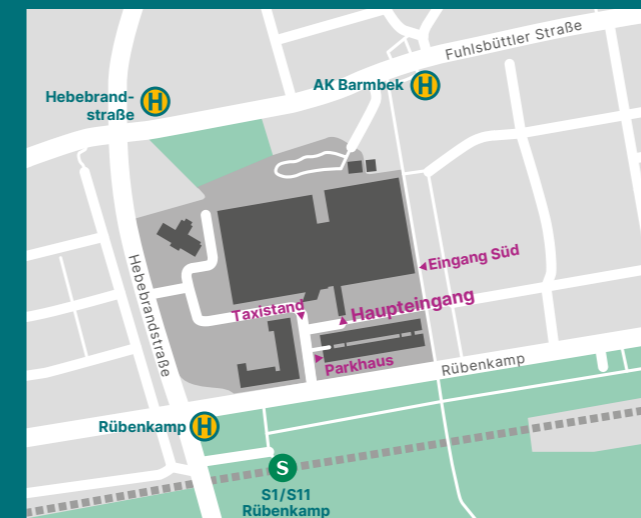 Fuhlsbüttler Straße
Hebebrand-
straße
H
AK Barmbek
H
Eingang Süd
Hebebrandstraße
Taxistand
Haupteingang
Parkhaus
Rübenkamp
Rübenkamp
H
S
S1/S11
Rübenkamp